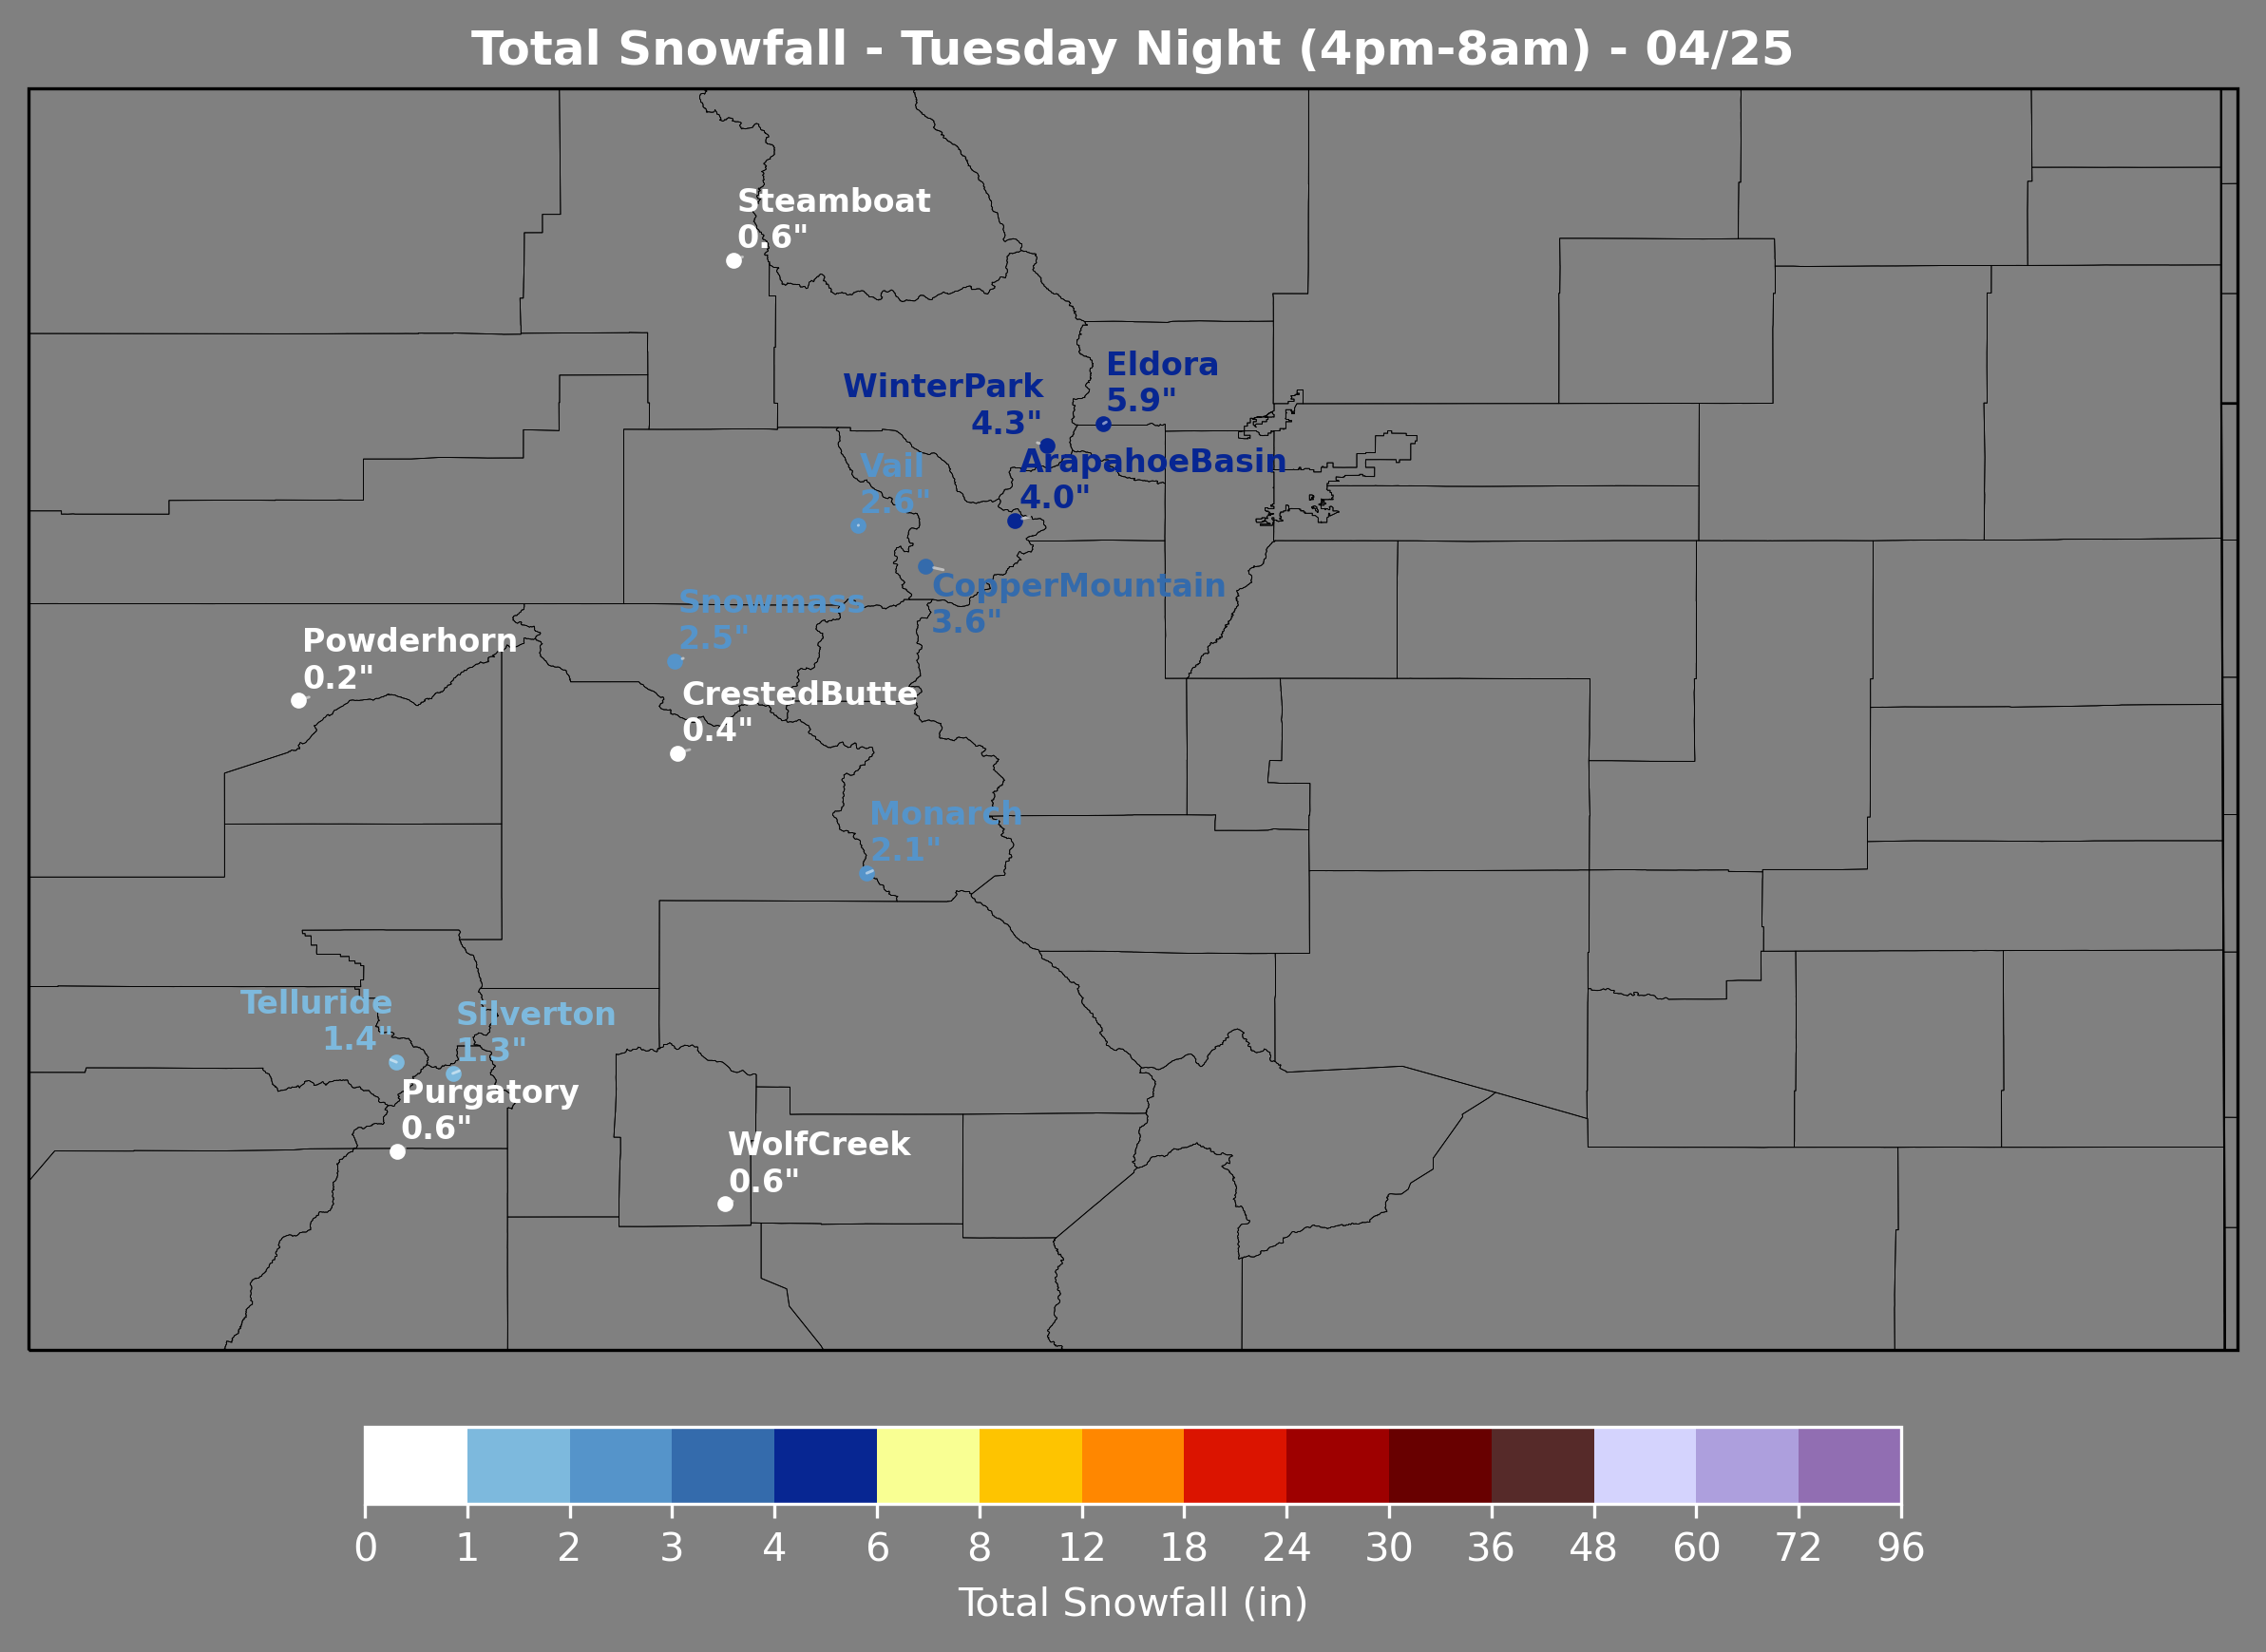 Total Snowfall - Tuesday Night (4pm-8am) - 04/25
Steamboat
0.6"
Eldora
5.9"
WinterPark
4.3"
ArapahoeBasin
4.0"
Vail
2.6"
CopperMountain
3.6"
Snowmass
2.5"
Powderhorn
0.2"
CrestedButte
0.4"
Monarch
2.1"
Telluride
1.4"
Silverton
1.3"
Purgatory
0.6"
WolfCreek
0.6"
0 1 2 3 4 6 8 12 18 24 30 36 48 60 72 96
Total Snowfall (in)